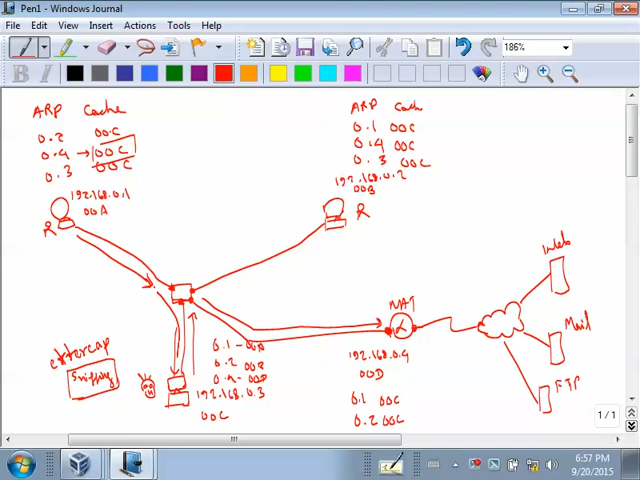 Pen1 - Windows Journal
File Edit View Insert Actions Tools Help
186%
B I
ARP Cache
0.2 00C
0.4 → 00C
0.3 00C
192.168.0.1
00A
R
ARP Cach
0.1 00C
0.4 00C
0.3 00C
192.168.0.2
00B
R
Web
NAT
Mail
FTP
ettercap
Sniffing
0.1 - 00A
0.2 00B
0.4 - 00D
192.168.0.3
00C
192.168.0.4
00D
0.1 00C
0.2 00C
1 / 1
6:57 PM
9/20/2015